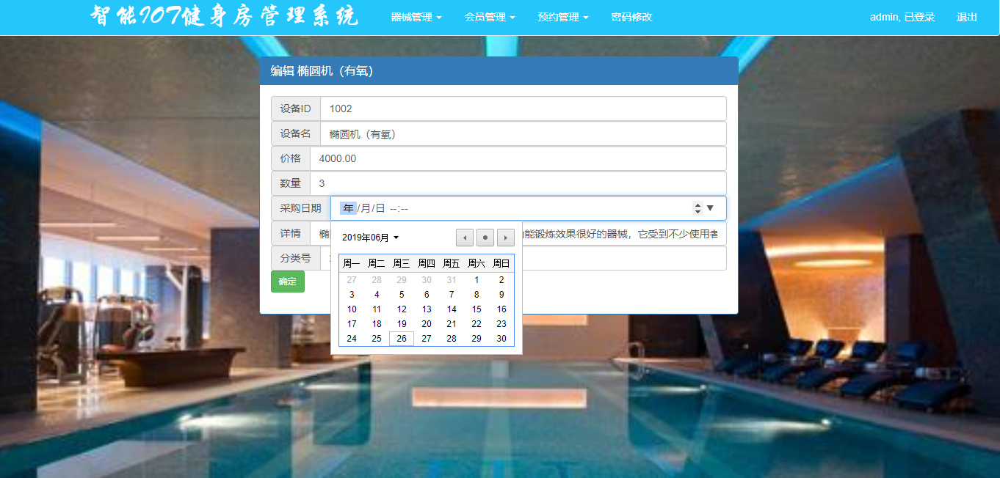 智能IOT健身房管理系统 器械管理 会员管理 预约管理 密码修改 admin, 已登录 退出
编辑 椭圆机（有氧）
设备ID 1002
设备名 椭圆机（有氧）
价格 4000.00
数量 3
采购日期 年/月/日 --:--
详情 椭 能锻炼效果很好的器械，它受到不少使用者
2019年06月
分类号
周一 周二 周三 周四 周五 周六 周日
27 28 29 30 31 1 2
确定
3 4 5 6 7 8 9
10 11 12 13 14 15 16
17 18 19 20 21 22 23
24 25 26 27 28 29 30